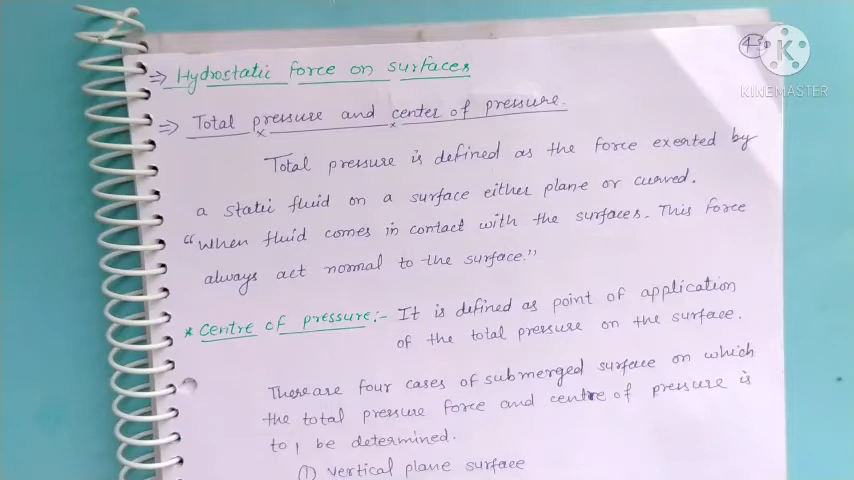 ⇒ Hydrostatic force on surfaces
⇒ Total pressure and center of pressure.
Total pressure is defined as the force exerted by
a static fluid on a surface either plane or curved.
"When fluid comes in contact with the surfaces. This force
always act normal to the surface."
* Centre of pressure:- It is defined as point of application
of the total pressure on the surface.
There are four cases of submerged surface on which
the total pressure force and centre of pressure is
to, be determined.
① vertical plane surface
K
KINEMASTER